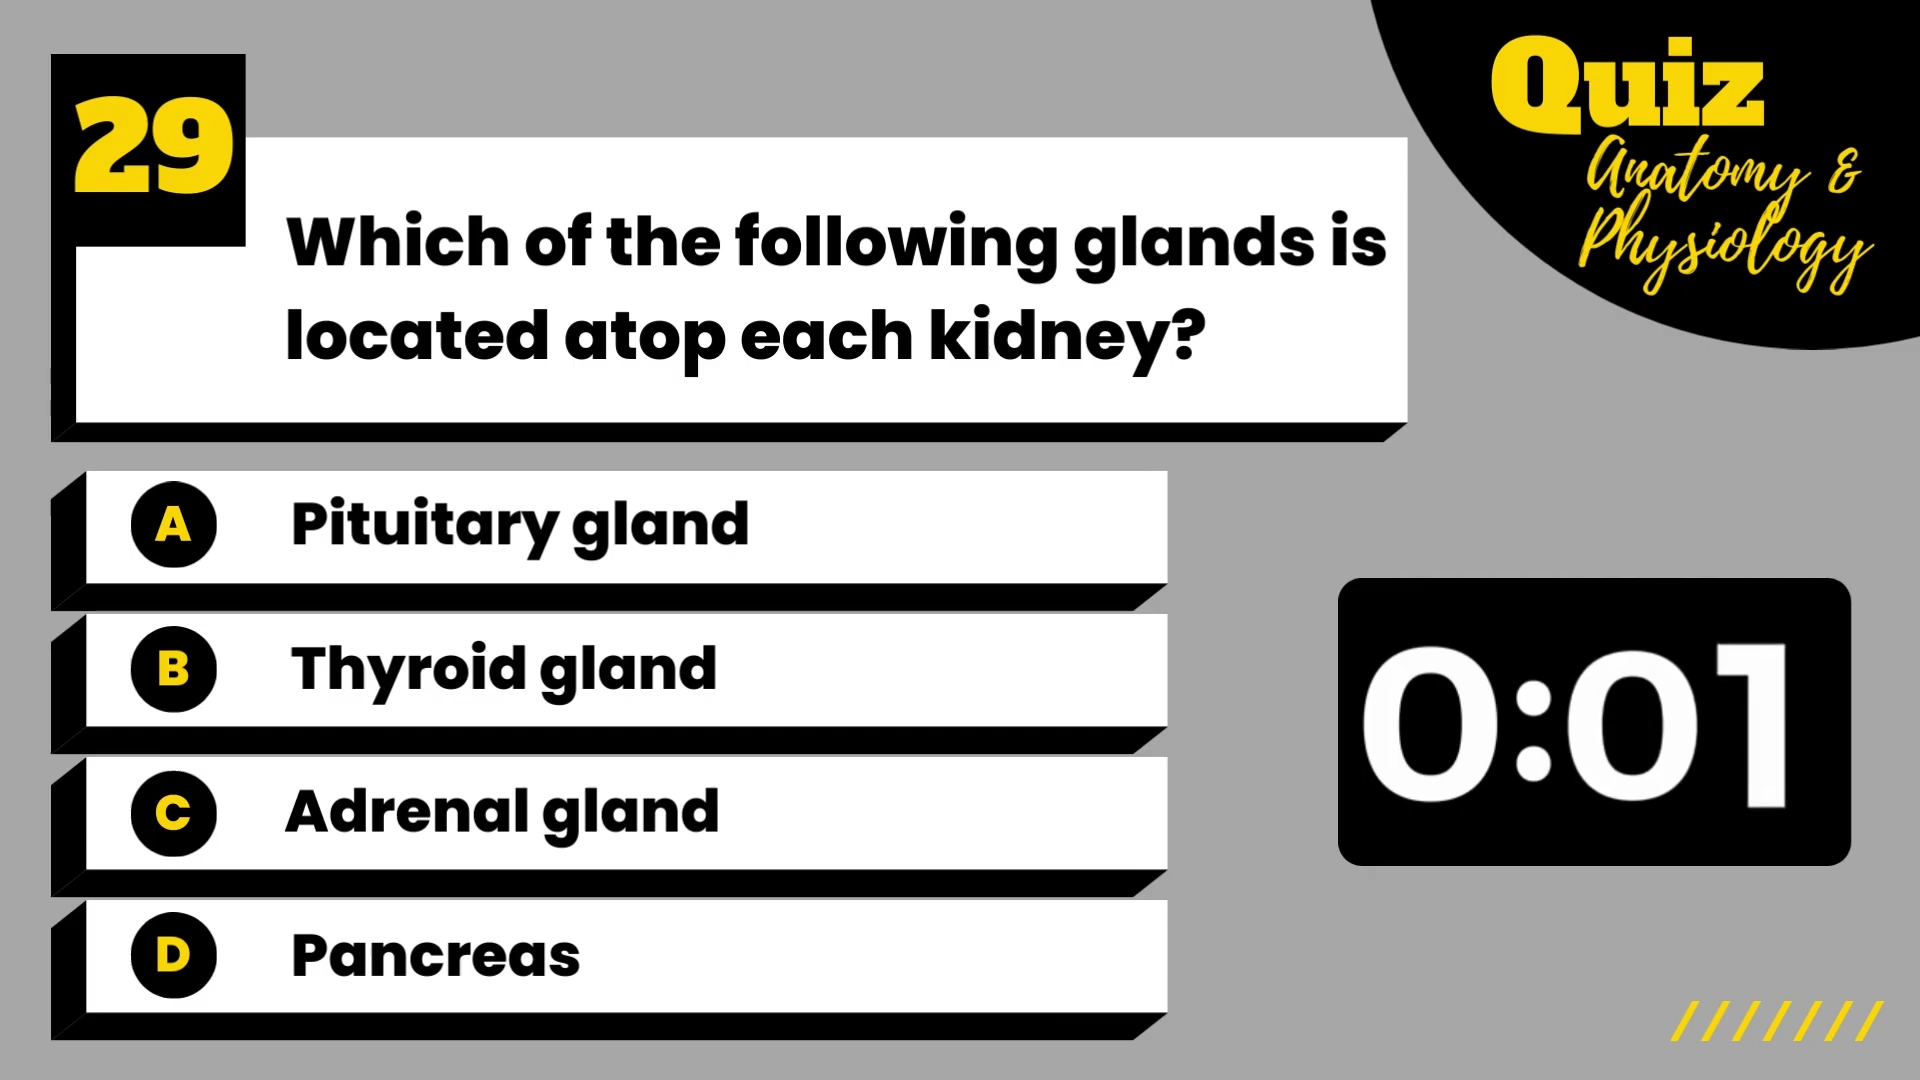 29
Quiz
Anatomy &
Physiology
Which of the following glands is
located atop each kidney?
A Pituitary gland
B Thyroid gland
C Adrenal gland
D Pancreas
0:01